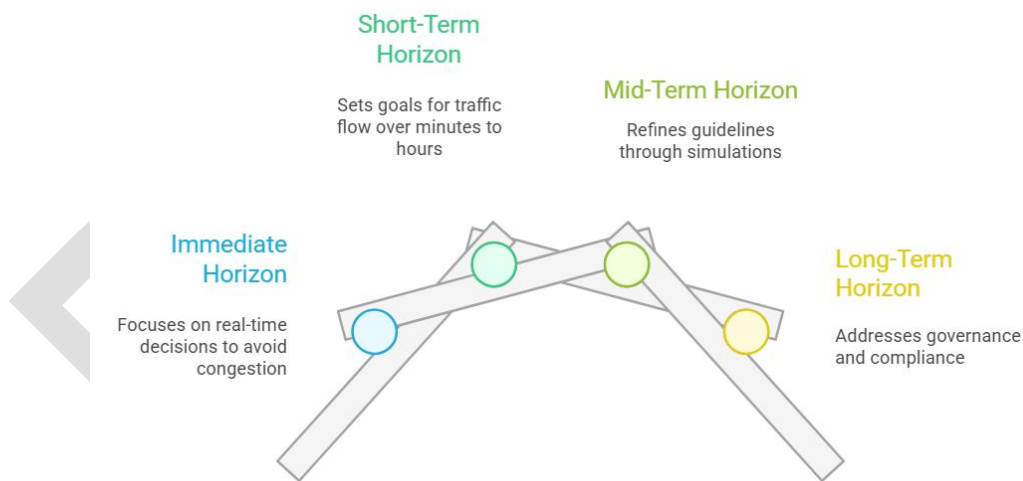 Short-Term
Horizon
Sets goals for traffic
flow over minutes to
hours
Mid-Term Horizon
Refines guidelines
through simulations
Immediate
Horizon
Focuses on real-time
decisions to avoid
congestion
Long-Term
Horizon
Addresses governance
and compliance